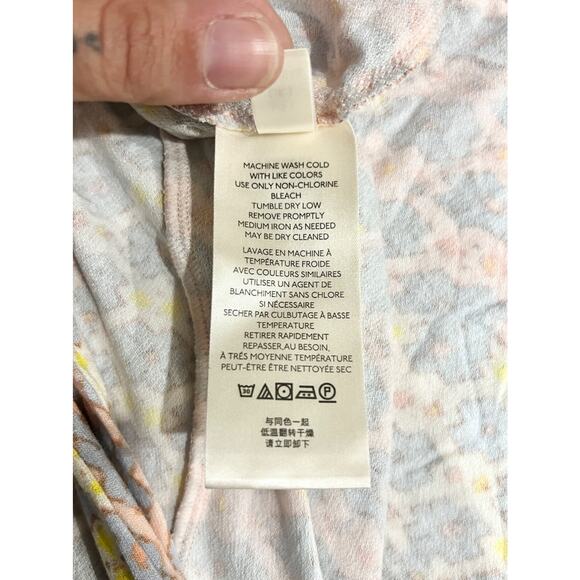 MACHINE WASH COLD
WITH LIKE COLORS
USE ONLY NON-CHLORINE
BLEACH
TUMBLE DRY LOW
REMOVE PROMPTLY
MEDIUM IRON AS NEEDED
MAY BE DRY CLEANED
LAVAGE EN MACHINE À
TEMPÉRATURE FROIDE
AVEC COULEURS SIMILAIRES
UTILISER UN AGENT DE
BLANCHIMENT SANS CHLORE
SI NÉCESSAIRE
SECHER PAR CULBUTAGE À BASSE
TEMPERATURE
RETIRER RAPIDEMENT
REPASSER, AU BESOIN,
À TRÉS MOYENNE TEMPÉRATURE
PEUT-ÊTRE ÊTRE NETTOYÉE SEC
30 P
与同色一起
低温翻转干燥
请立即卸下